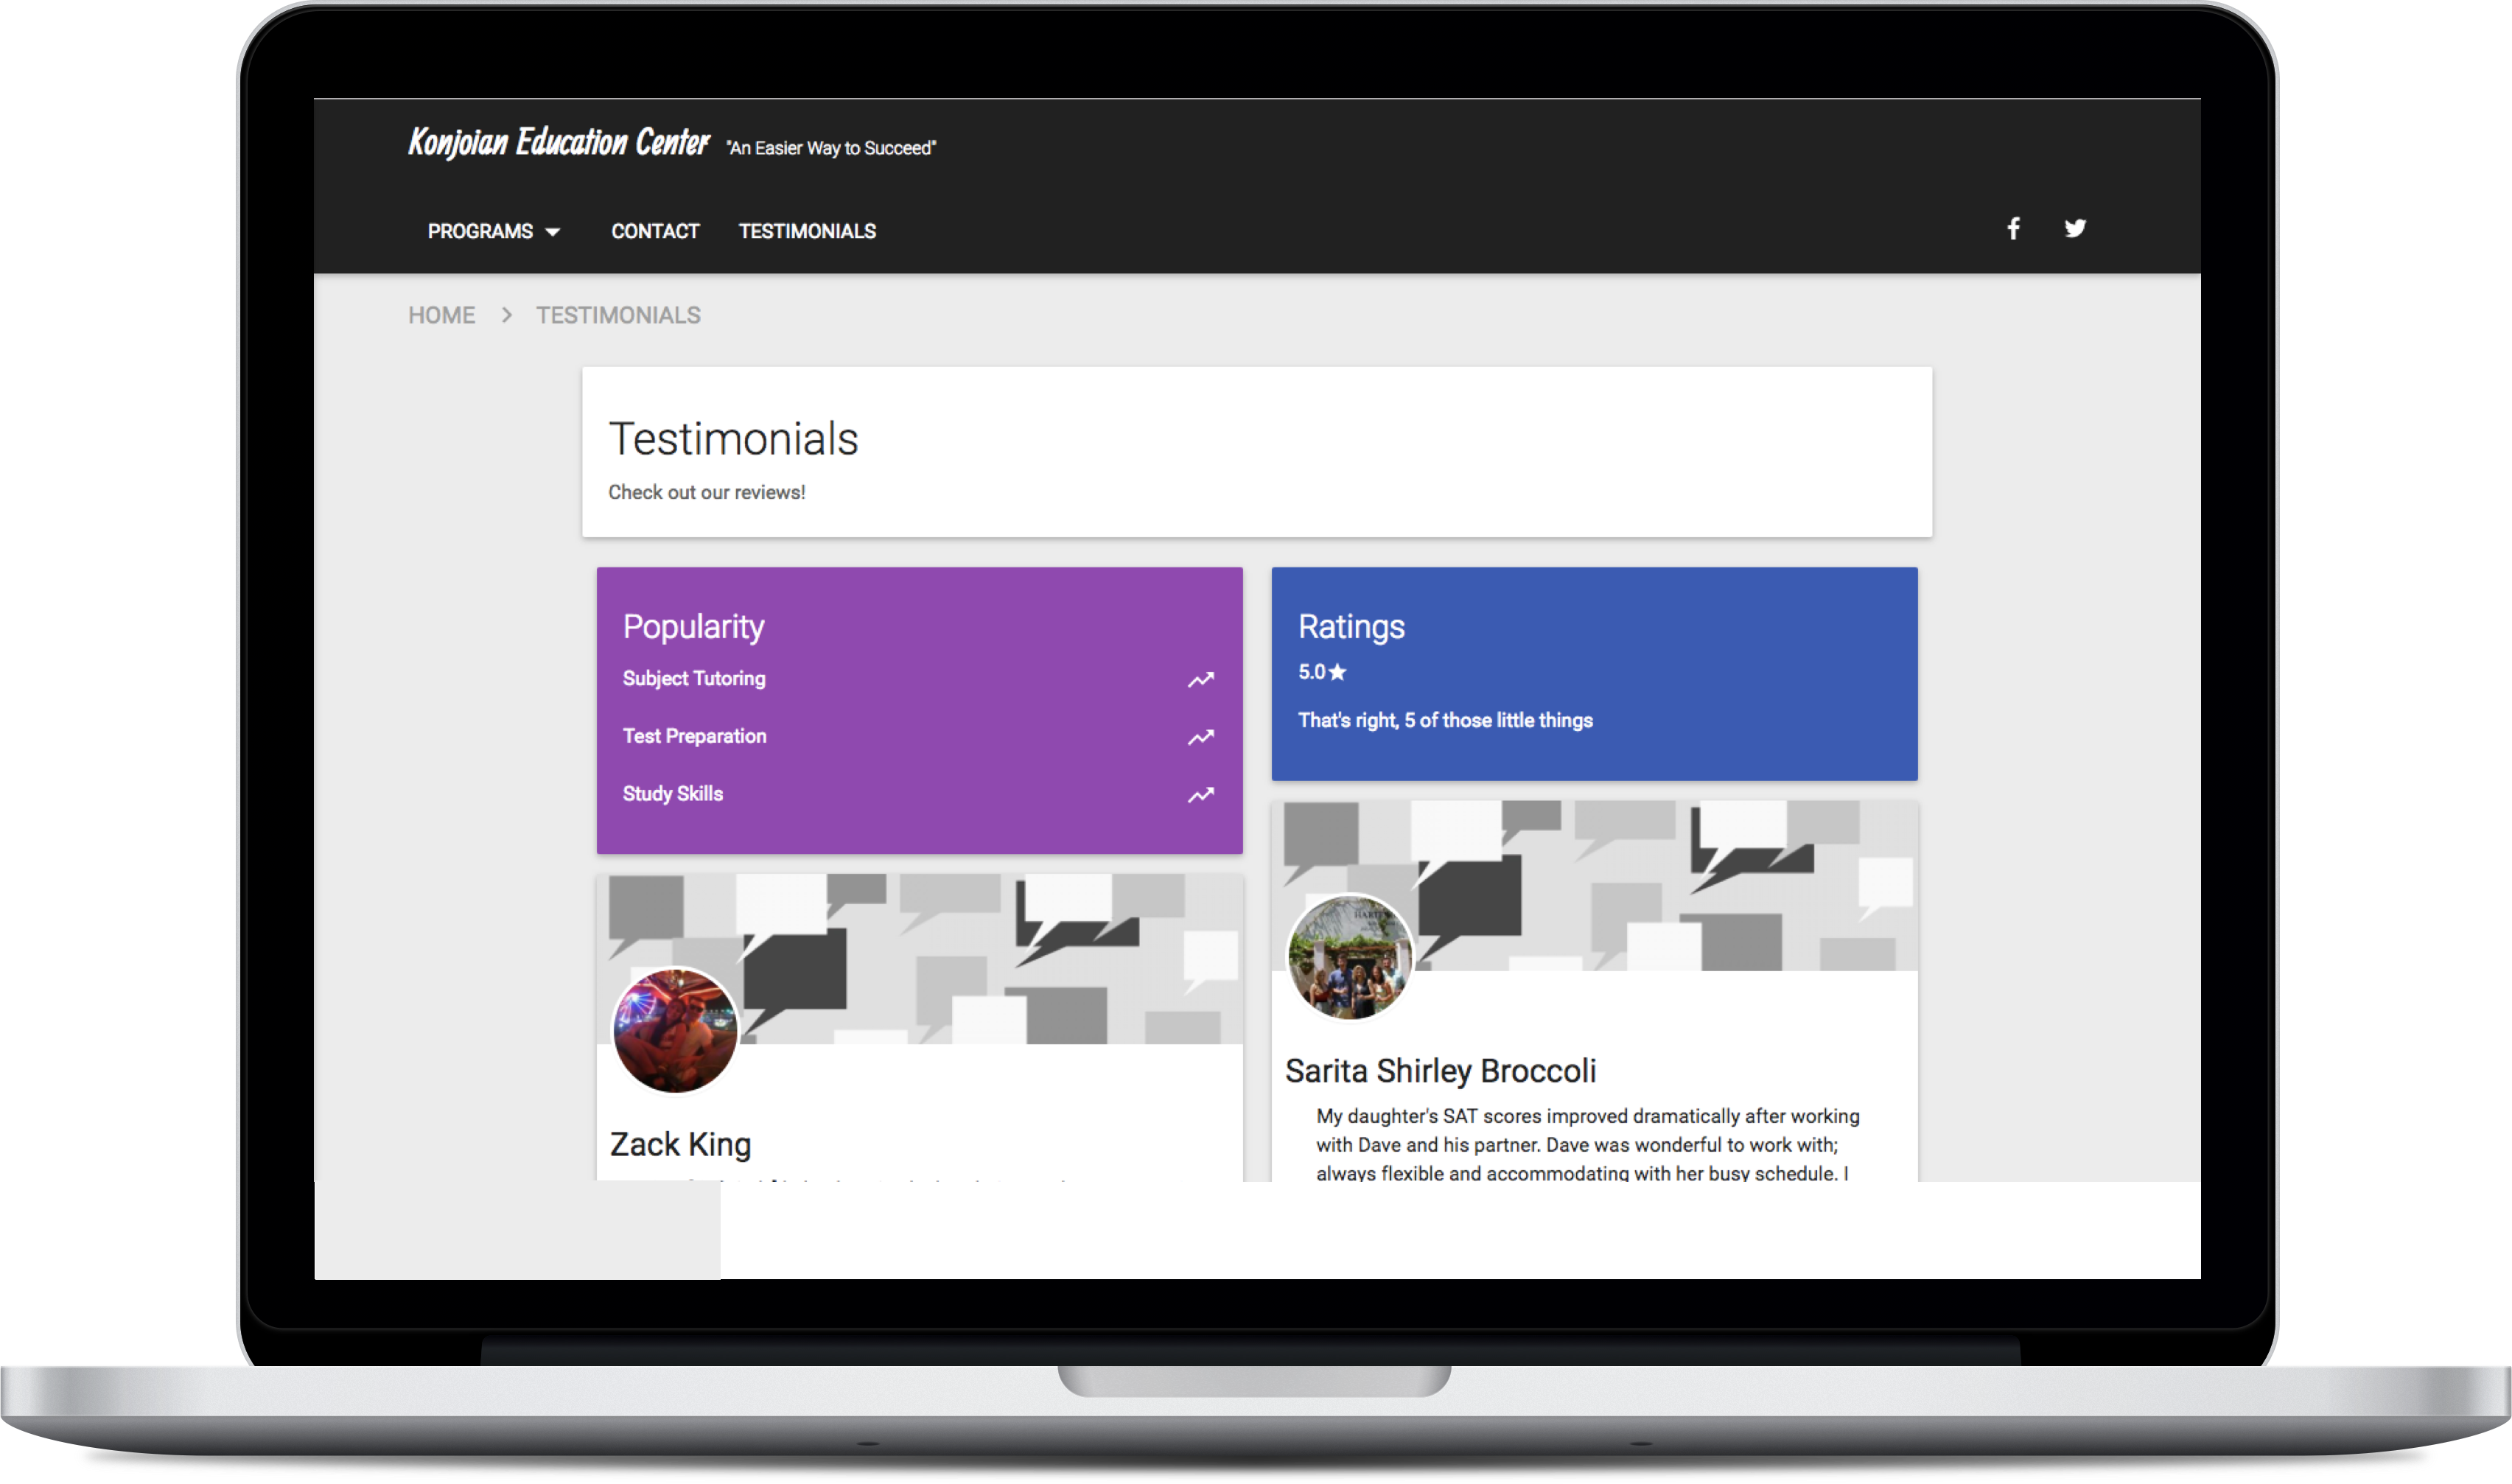 Konjoian Education Center "An Easier Way to Succeed"
PROGRAMS CONTACT TESTIMONIALS
HOME > TESTIMONIALS
Testimonials
Check out our reviews!
Popularity
Subject Tutoring
Test Preparation
Study Skills
Ratings
5.0★
That's right, 5 of those little things
Zack King
Sarita Shirley Broccoli
My daughter's SAT scores improved dramatically after working
with Dave and his partner. Dave was wonderful to work with;
always flexible and accommodating with her busy schedule. I